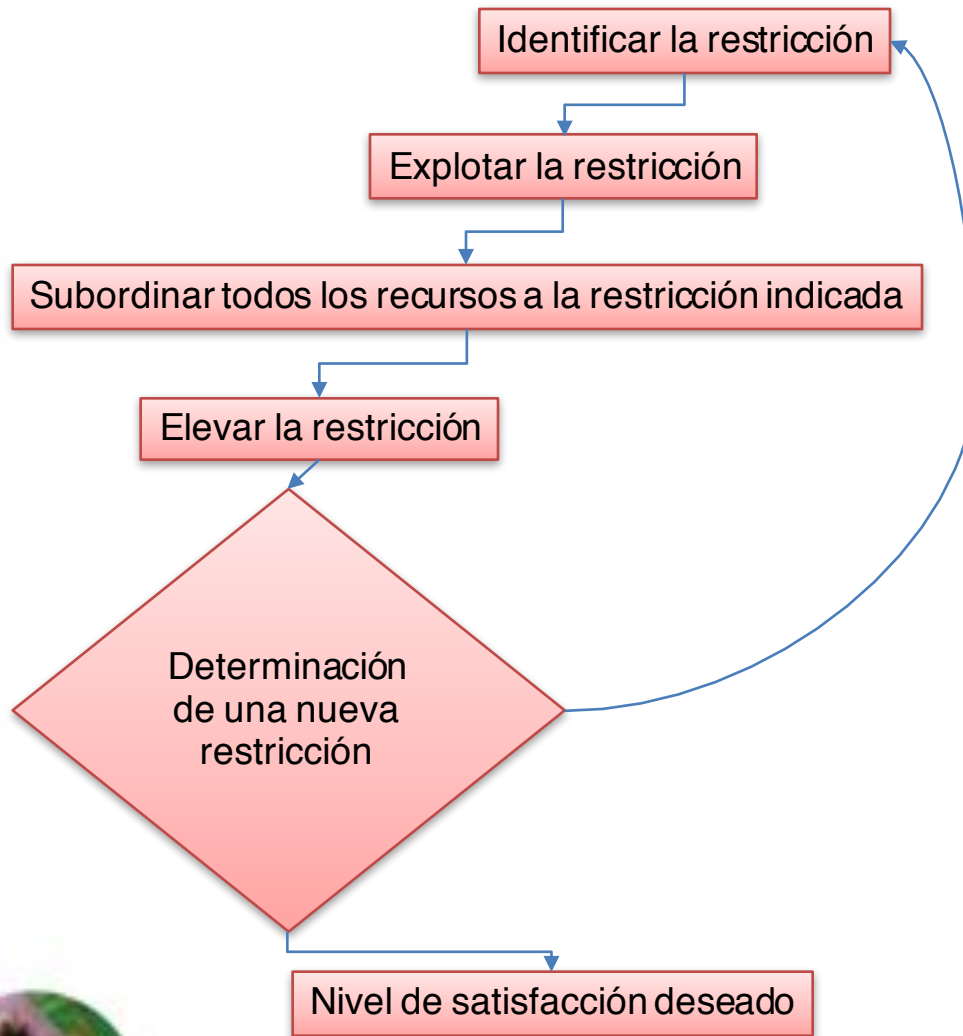 Identificar la restricción
Explotar la restricción
Subordinar todos los recursos a la restricción indicada
Elevar la restricción
Determinación
de una nueva
restricción
Nivel de satisfacción deseado